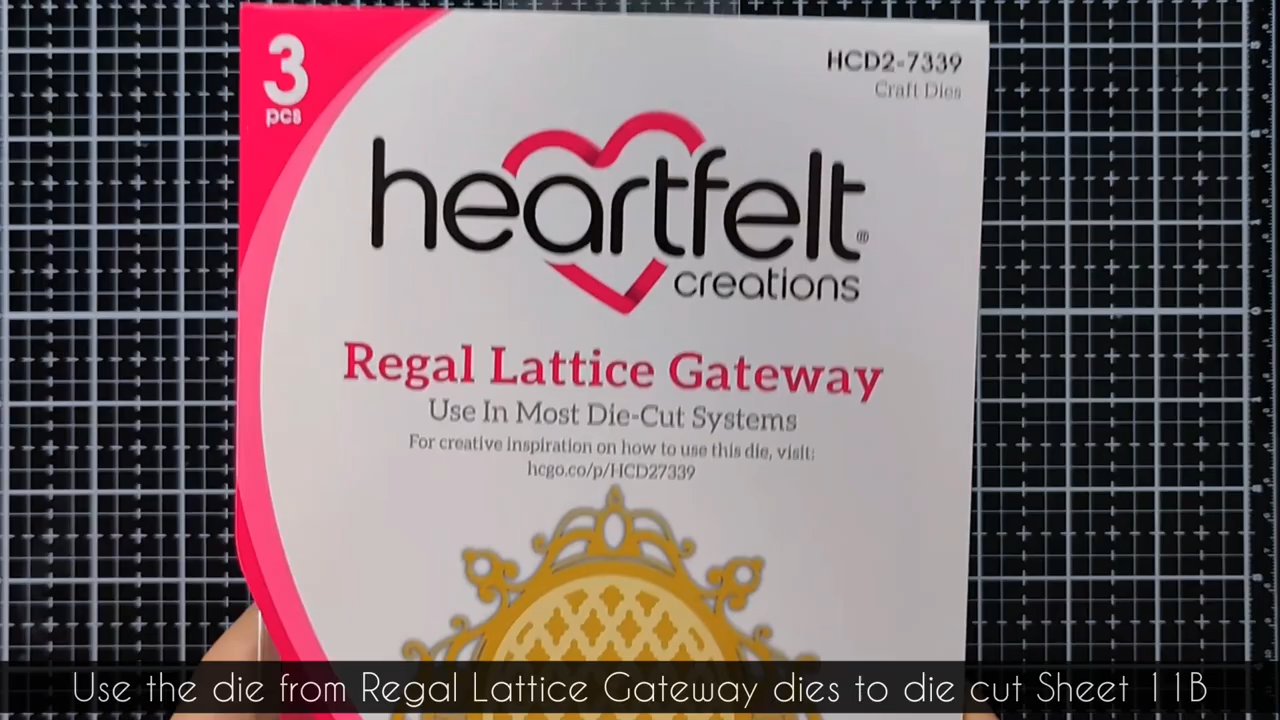 3
pcs
HCD2-7339
Craft Dies
heartfelt®
creations
Regal Lattice Gateway
Use In Most Die-Cut Systems
For creative inspiration on how to use this die, visit:
hcgo.co/p/HCD27339
Use the die from Regal Lattice Gateway dies to die cut Sheet 11B